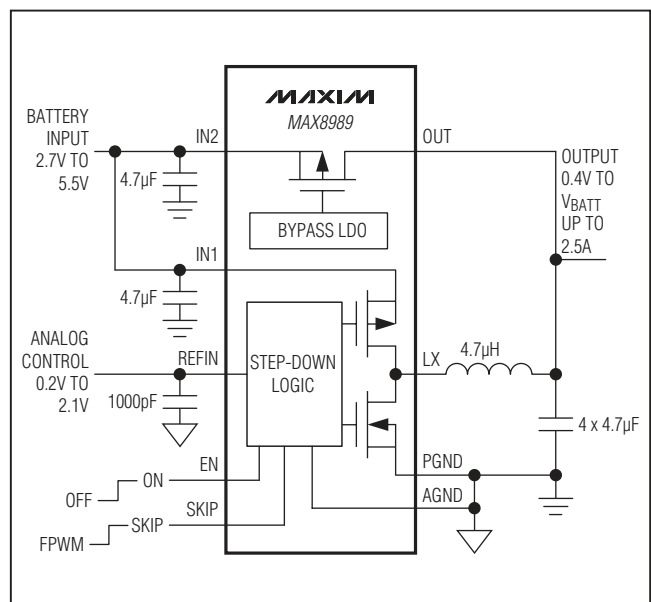 MAXIM
MAX8989
BATTERY
INPUT
2.7V TO
5.5V
IN2
OUT
4.7µF
OUTPUT
0.4V TO
VBATT
UP TO
2.5A
BYPASS LDO
IN1
4.7µF
ANALOG
CONTROL
0.2V TO
2.1V
REFIN
1000pF
STEP-DOWN
LOGIC
LX
4.7µH
4 x 4.7µF
PGND
AGND
EN
OFF
ON
SKIP
FPWM
SKIP